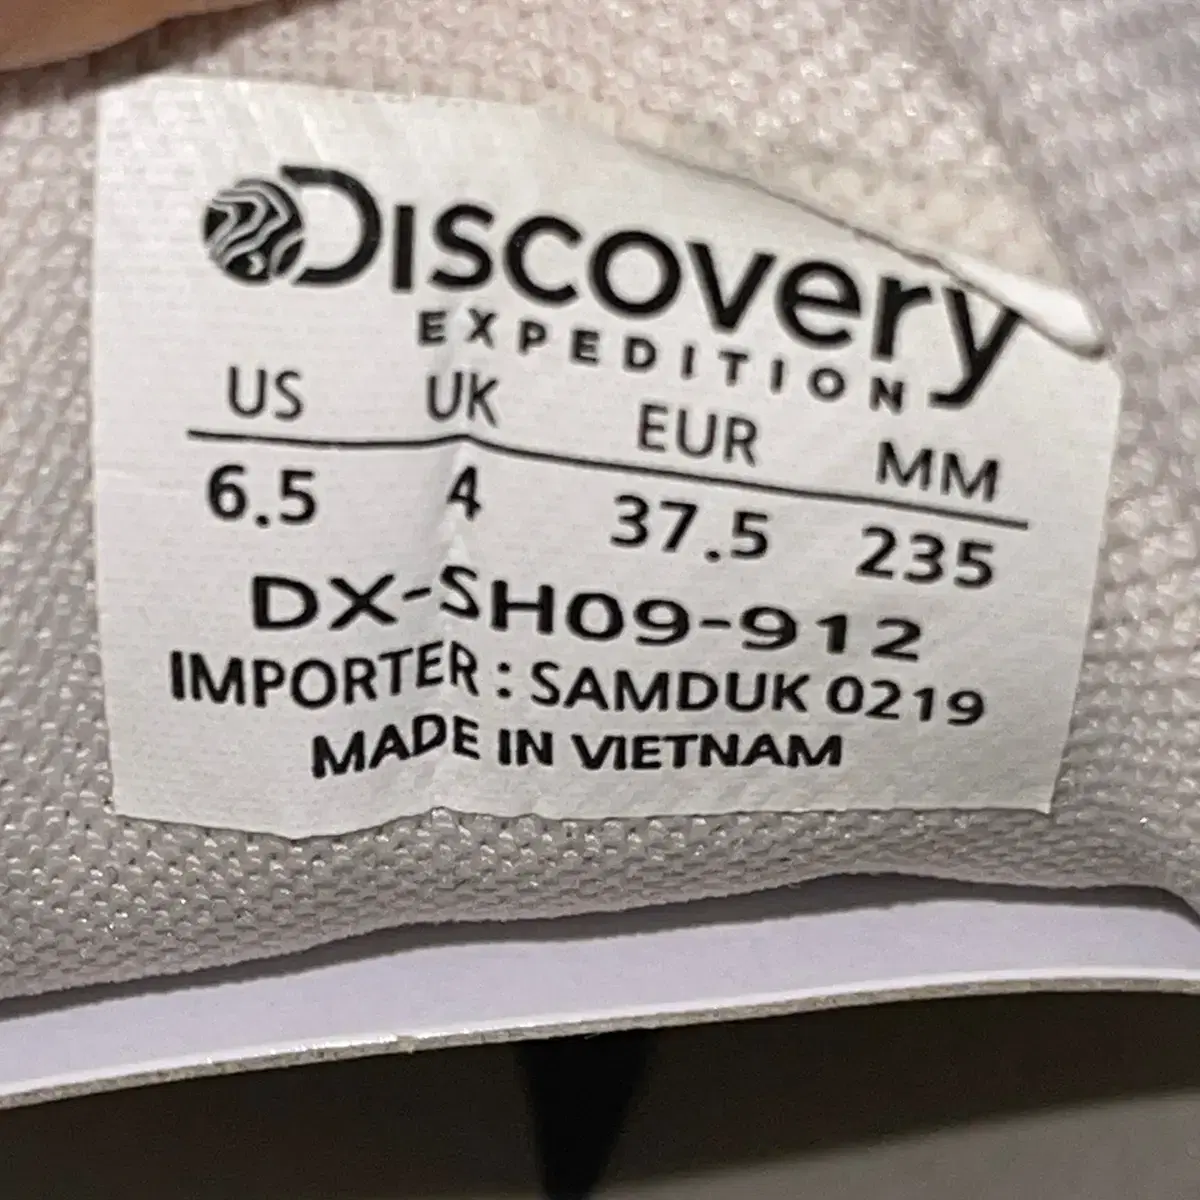 Discovery
EXPEDITION
US UK EUR MM
6.5 4 37.5 235
DX-SH09-912
IMPORTER : SAMDUK 0219
MADE IN VIETNAM